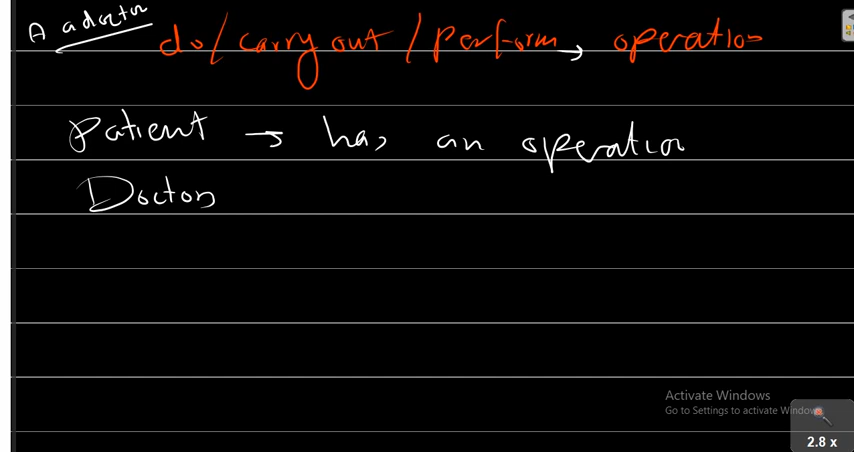 A a doctor do/ carry out / perform → operation
Patient → has an operation
Doctor
Activate Windows
Go to Settings to activate Windows
2.8 x